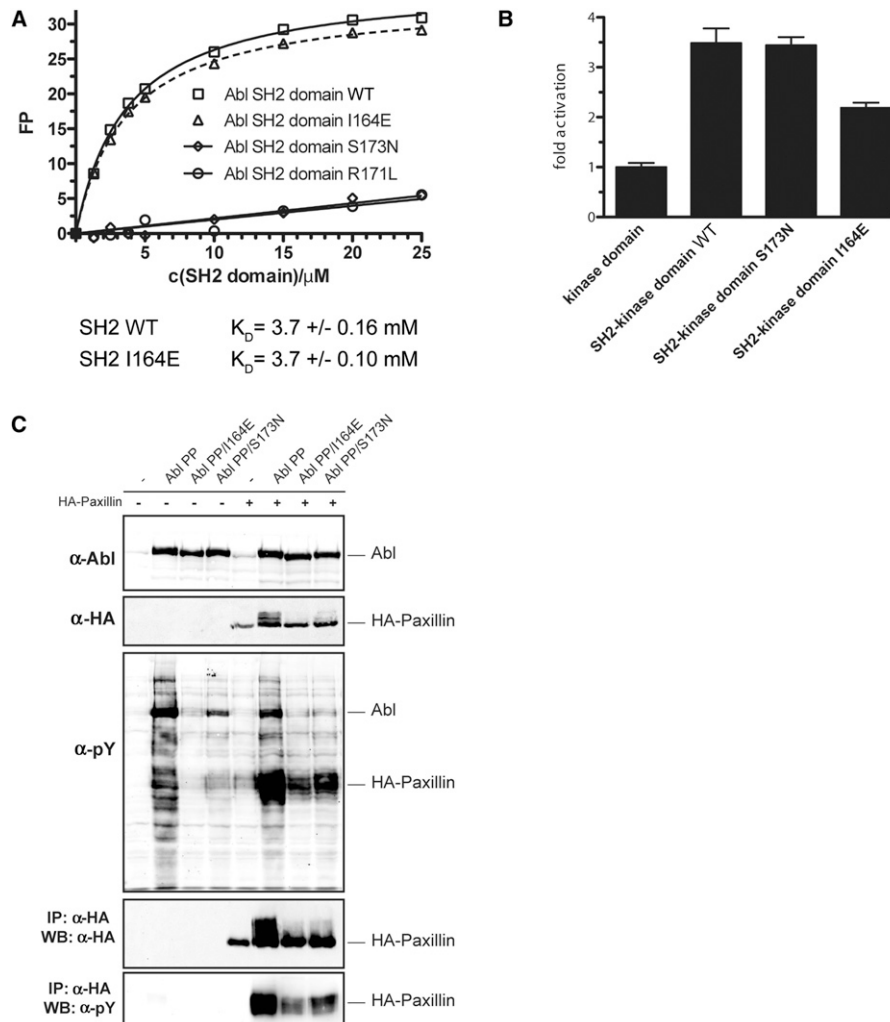 A
30
25
20
15
10
5
0
FP
Abl SH2 domain WT
Abl SH2 domain I164E
Abl SH2 domain S173N
Abl SH2 domain R171L
0 5 10 15 20 25
c(SH2 domain)/μM
SH2 WT K_D= 3.7 +/- 0.16 mM
SH2 I164E K_D= 3.7 +/- 0.10 mM
B
4
3
2
1
0
fold activation
kinase domain
SH2-kinase domain WT
SH2-kinase domain S173N
SH2-kinase domain I164E
C
- Abl PP Abl PP/I164E Abl PP/S173N - Abl PP Abl PP/I164E Abl PP/S173N
HA-Paxillin - - - - + + + +
α-Abl Abl
α-HA HA-Paxillin
α-pY
Abl
HA-Paxillin
IP: α-HA
WB: α-HA
HA-Paxillin
IP: α-HA
WB: α-pY
HA-Paxillin